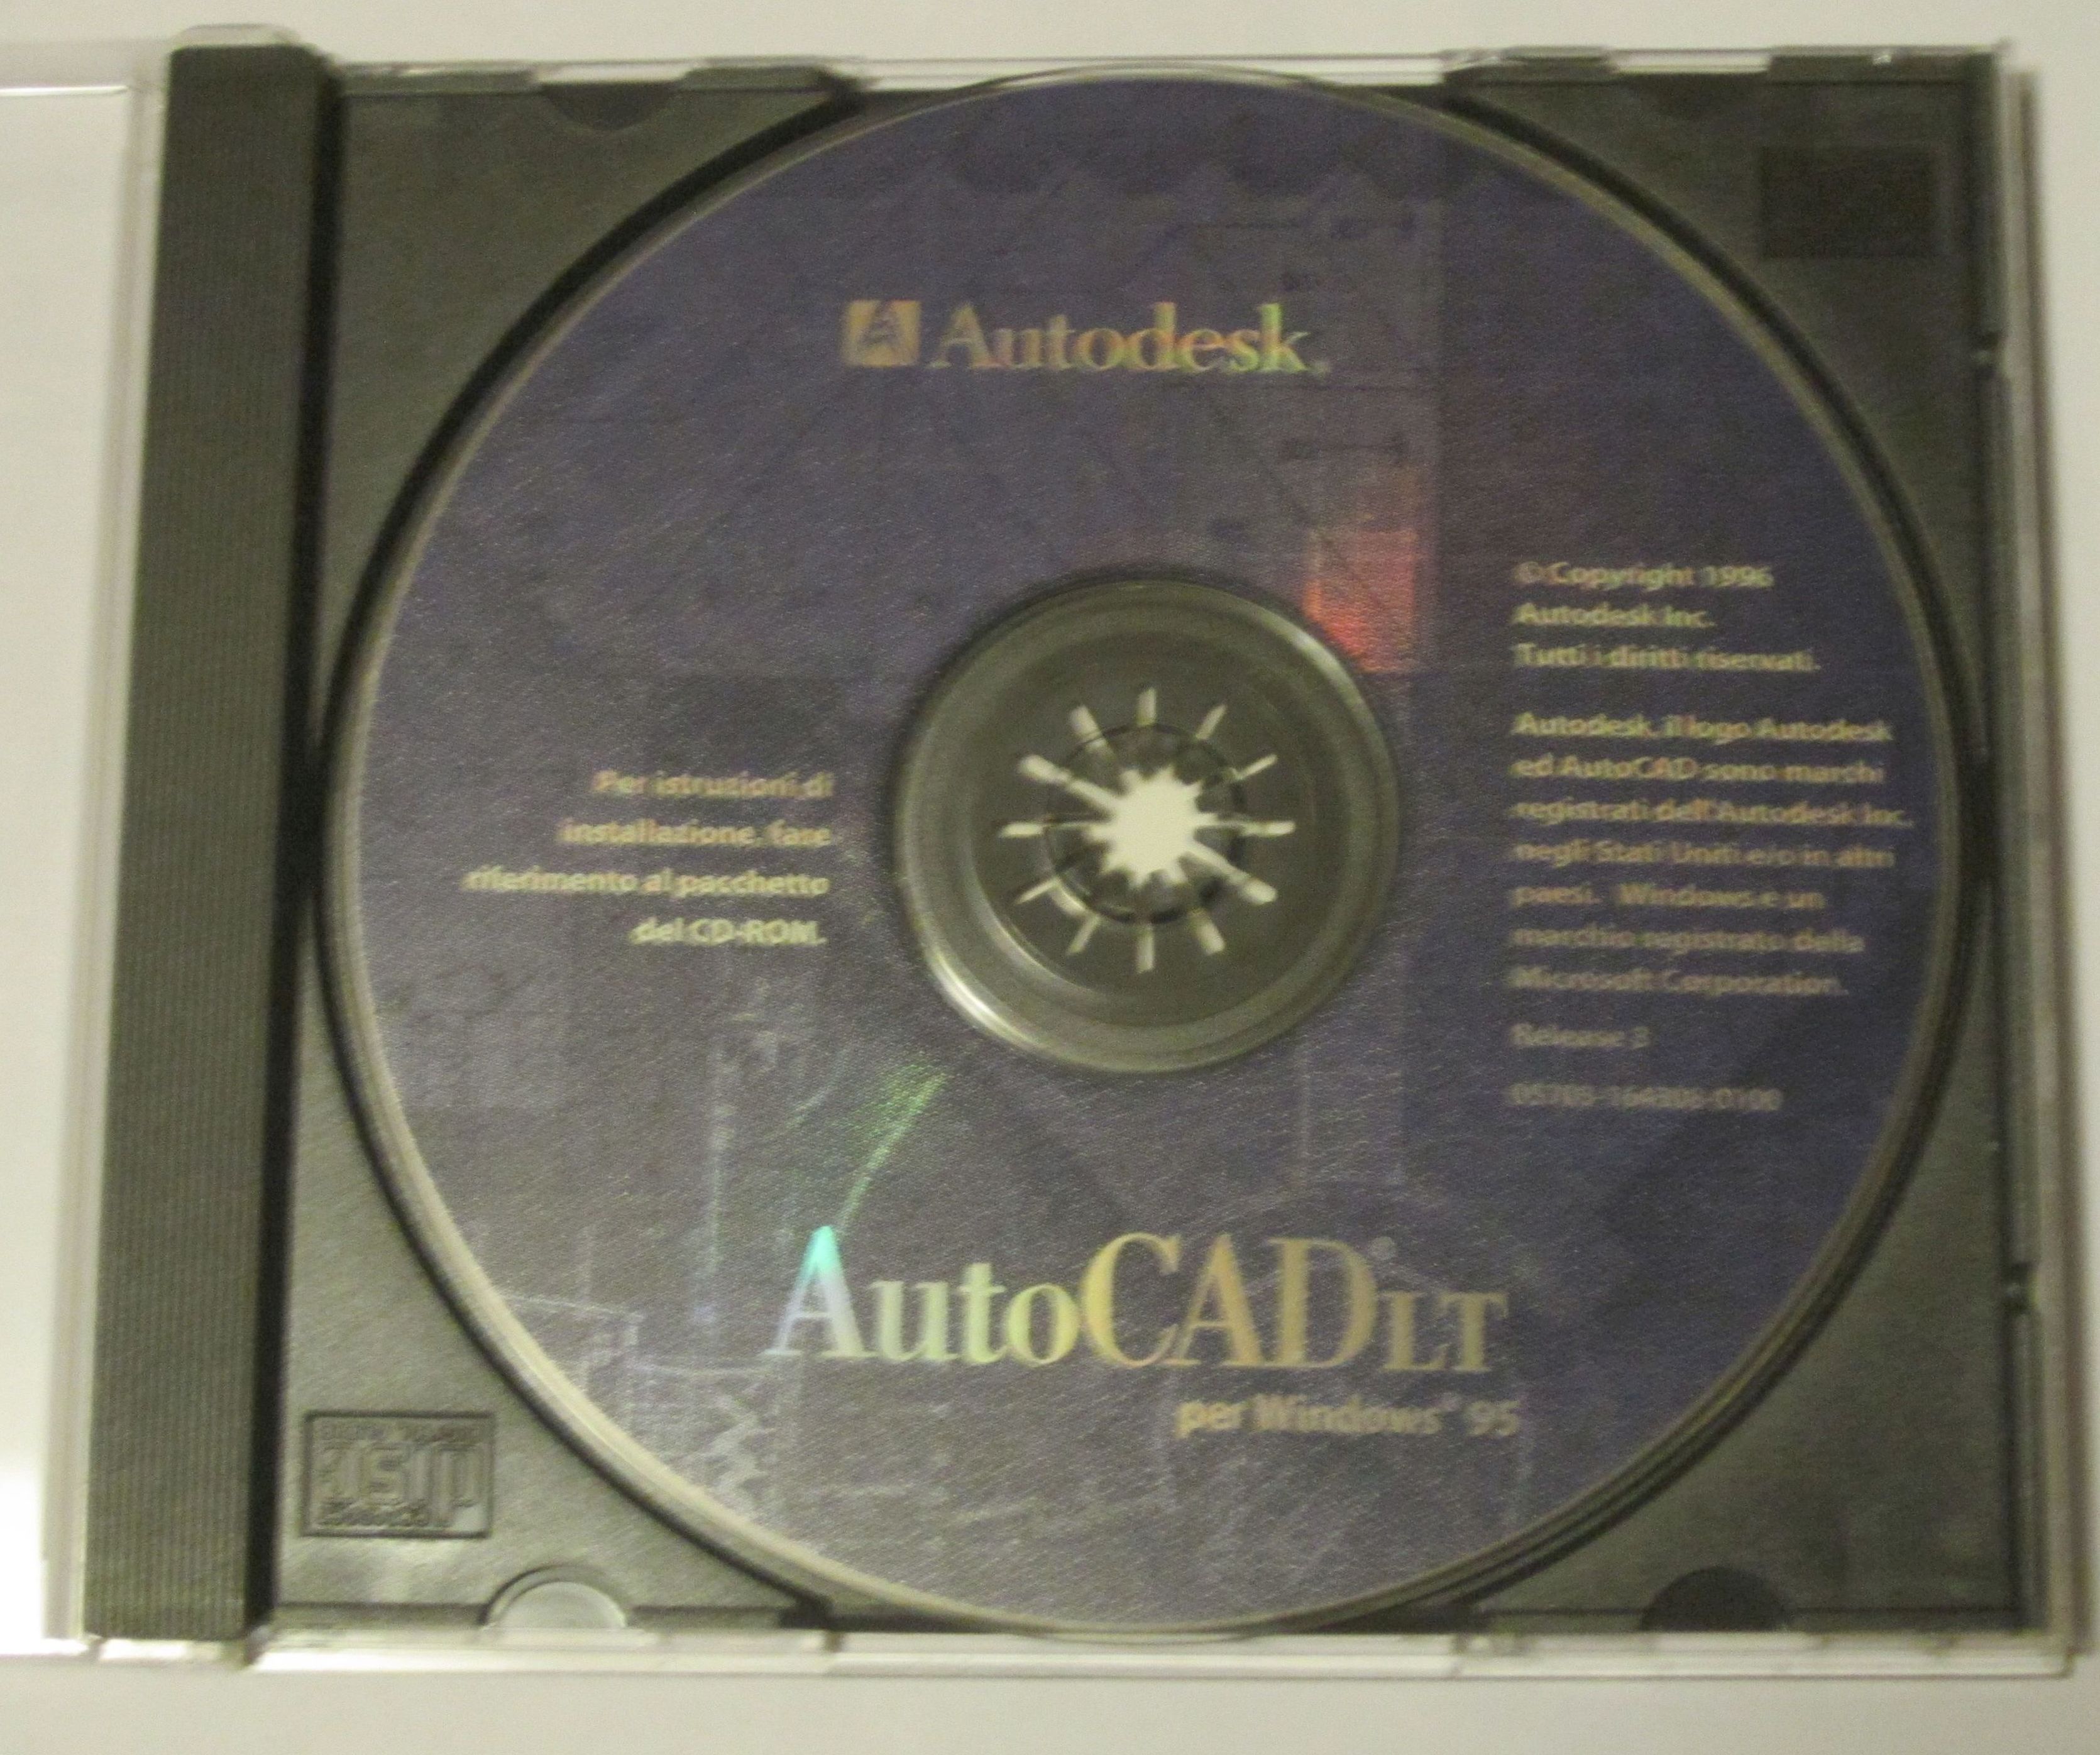 Autodesk®
© Copyright 1996
Autodesk Inc.
Tutti i diritti riservati.
Autodesk, il logo Autodesk
ed AutoCAD sono marchi
registrati dell'Autodesk Inc.
negli Stati Uniti e/o in altri
paesi. Windows e un
marchio registrato della
Microsoft Corporation.
Release 3
Per istruzioni di
installazione, fare
riferimento al pacchetto
del CD-ROM.
AutoCAD® LT
per Windows® 95